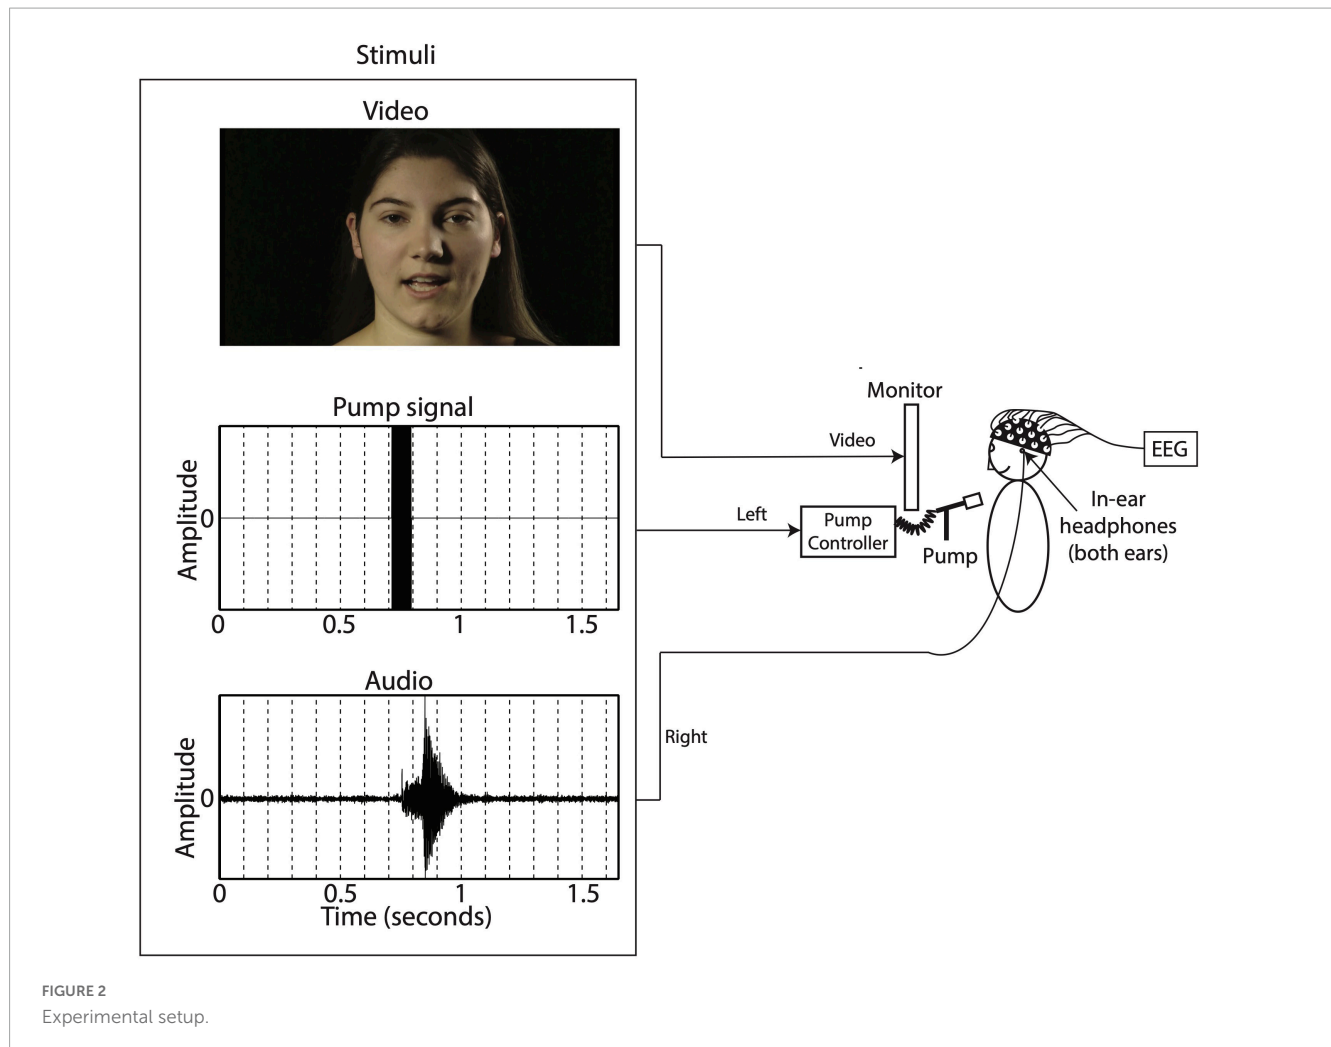 Stimuli
Video
Pump signal
Amplitude
0
0 0.5 1 1.5
Audio
Amplitude
0
0 0.5 1 1.5
Time (seconds)
Monitor
Video
Left
Pump
Controller
Pump
EEG
In-ear
headphones
(both ears)
Right
FIGURE 2
Experimental setup.